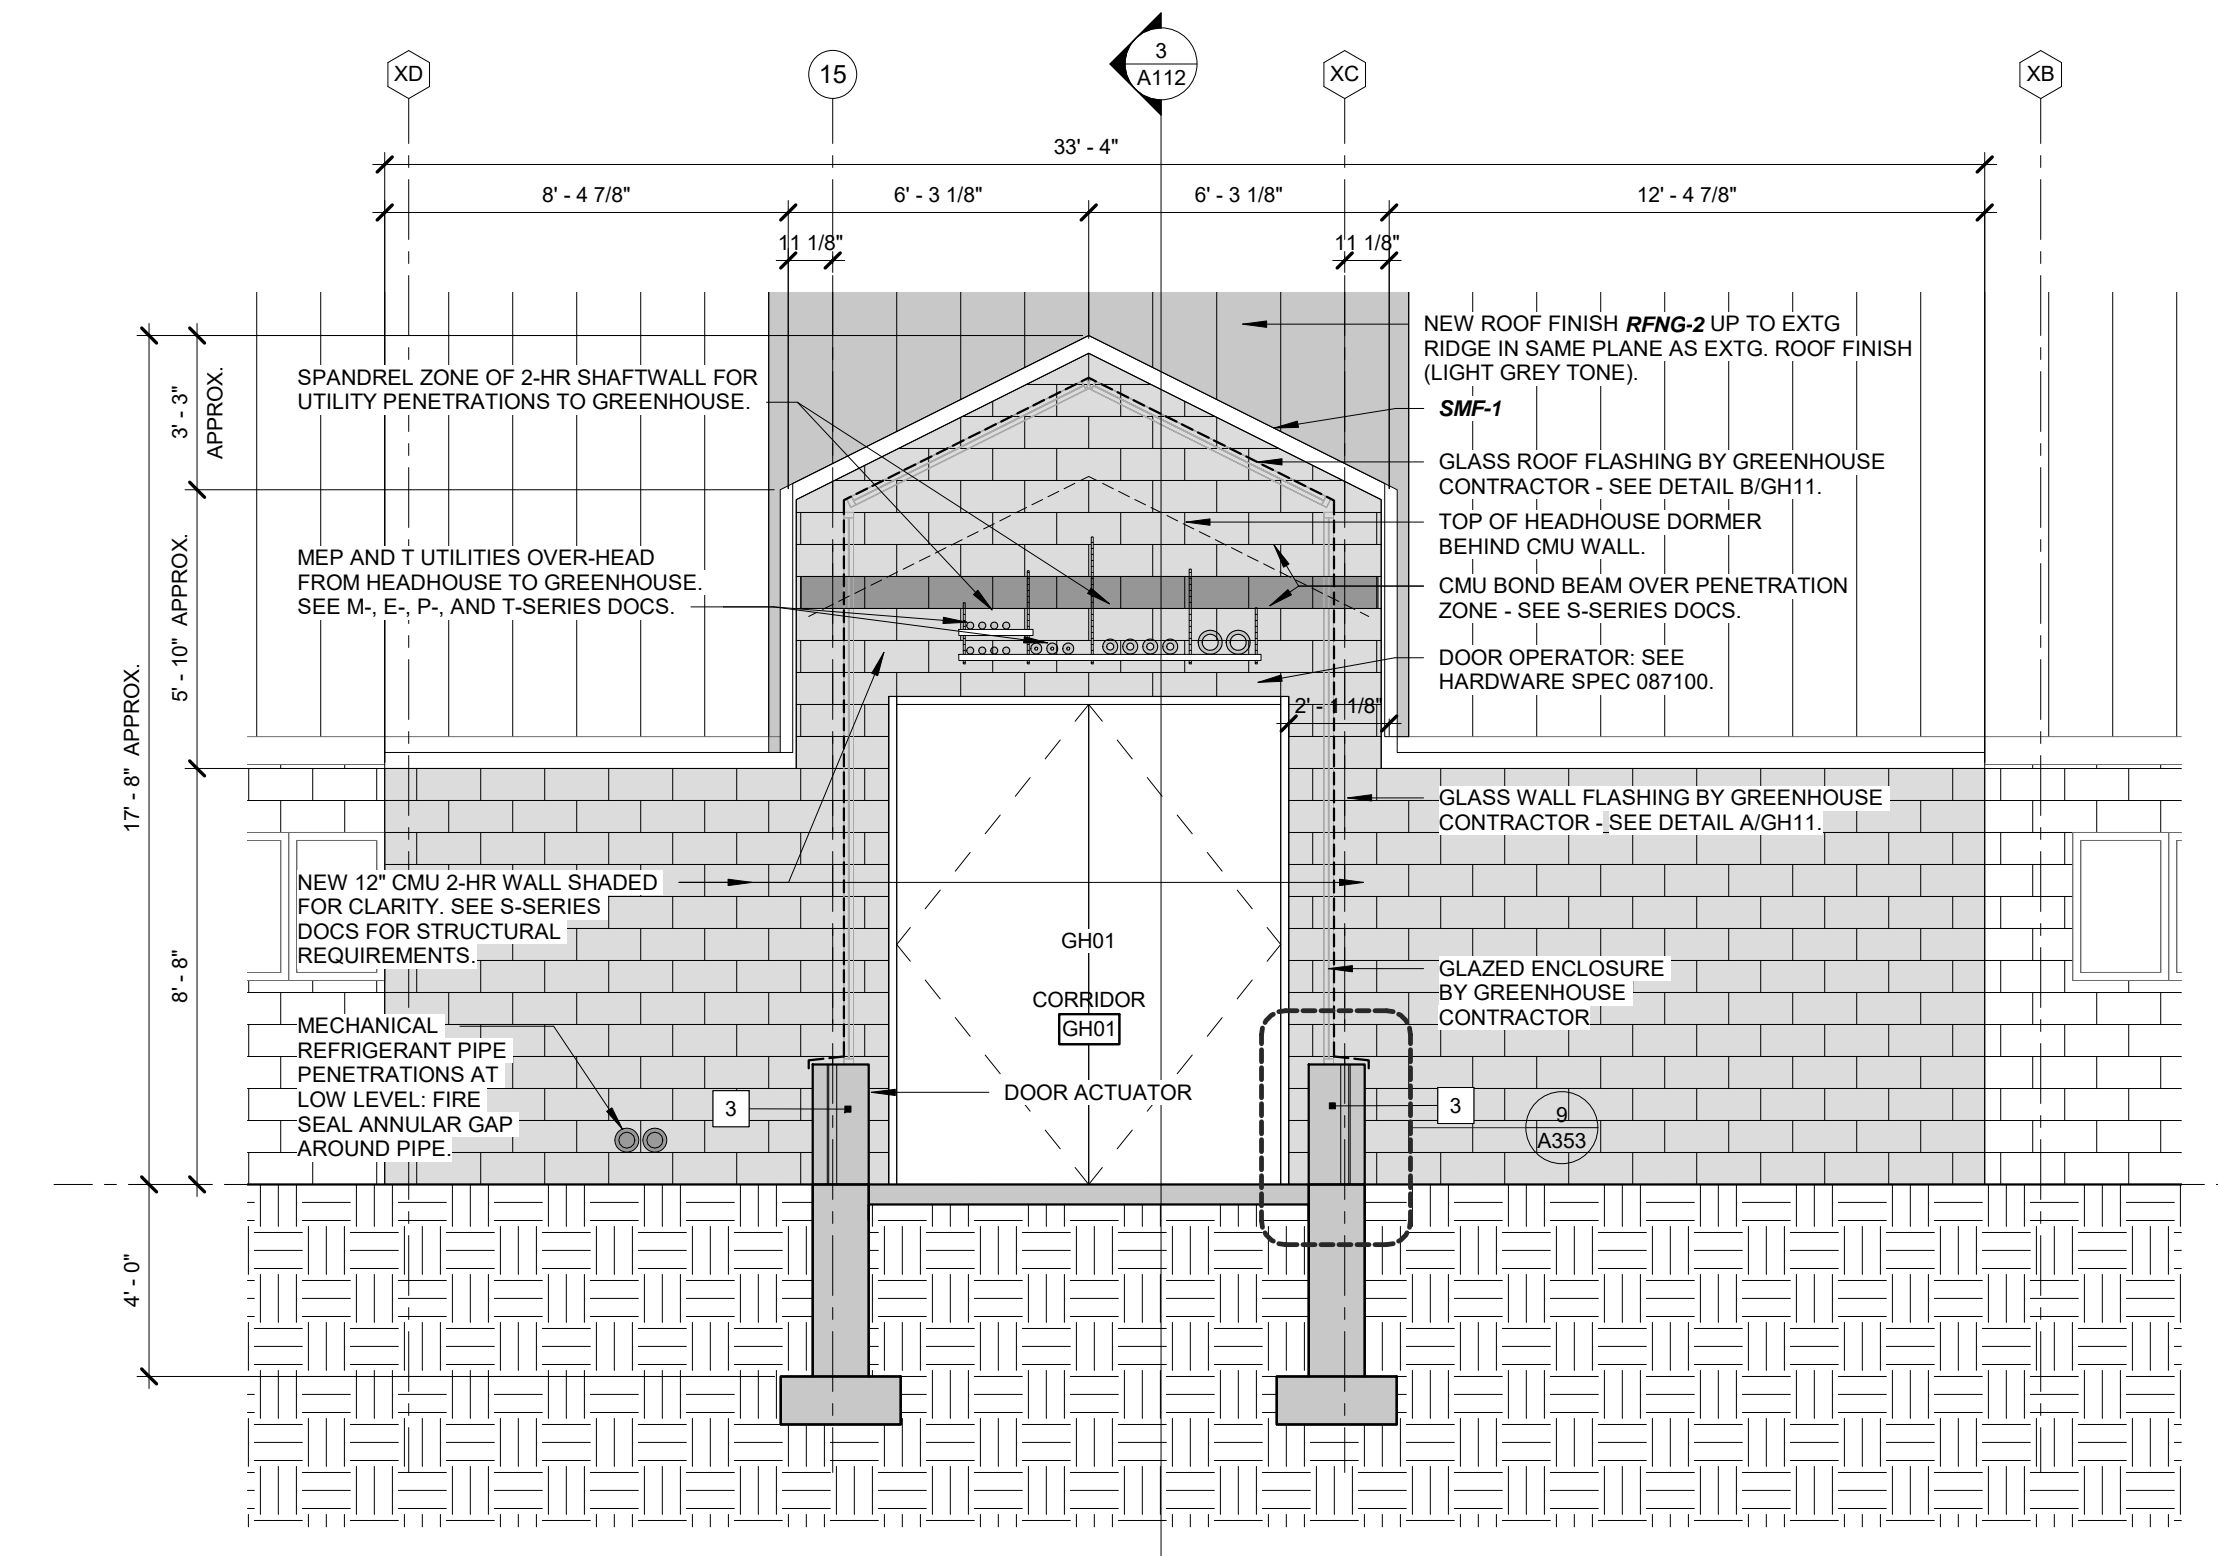 XD
15
3
A112
XC
XB
33' - 4"
8' - 4 7/8"
6' - 3 1/8"
6' - 3 1/8"
12' - 4 7/8"
11 1/8"
11 1/8"
3' - 3"
APPROX.
5' - 10" APPROX.
17' - 8" APPROX.
8' - 8"
4' - 0"
SPANDREL ZONE OF 2-HR SHAFTWALL FOR
UTILITY PENETRATIONS TO GREENHOUSE.
MEP AND T UTILITIES OVER-HEAD
FROM HEADHOUSE TO GREENHOUSE.
SEE M-, E-, P-, AND T-SERIES DOCS.
NEW 12" CMU 2-HR WALL SHADED
FOR CLARITY. SEE S-SERIES
DOCS FOR STRUCTURAL
REQUIREMENTS.
MECHANICAL
REFRIGERANT PIPE
PENETRATIONS AT
LOW LEVEL: FIRE
SEAL ANNULAR GAP
AROUND PIPE.
NEW ROOF FINISH RFNG-2 UP TO EXTG
RIDGE IN SAME PLANE AS EXTG. ROOF FINISH
(LIGHT GREY TONE).
SMF-1
GLASS ROOF FLASHING BY GREENHOUSE
CONTRACTOR - SEE DETAIL B/GH11.
TOP OF HEADHOUSE DORMER
BEHIND CMU WALL.
CMU BOND BEAM OVER PENETRATION
ZONE - SEE S-SERIES DOCS.
DOOR OPERATOR: SEE
HARDWARE SPEC 087100.
2' - 1 1/8"
GLASS WALL FLASHING BY GREENHOUSE
CONTRACTOR - SEE DETAIL A/GH11.
GLAZED ENCLOSURE
BY GREENHOUSE
CONTRACTOR
GH01
CORRIDOR
GH01
DOOR ACTUATOR
3
3
9
A353